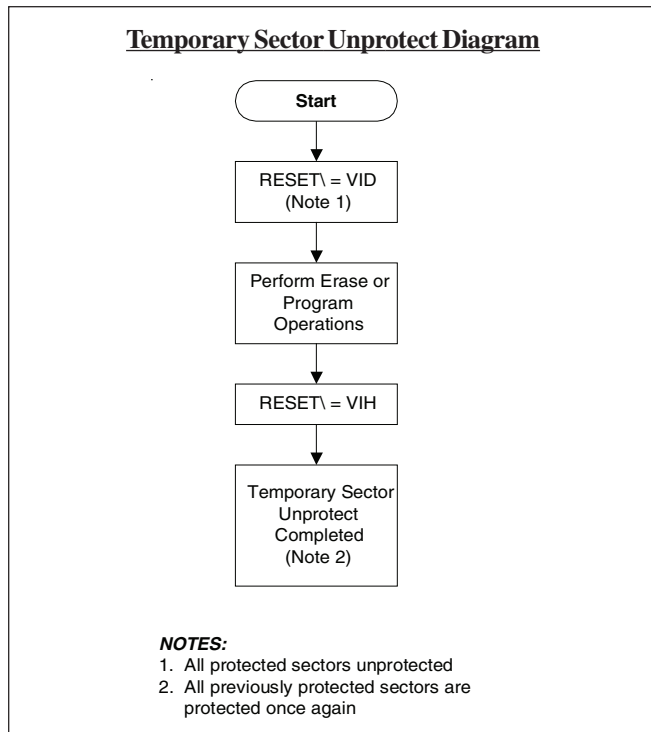 Temporary Sector Unprotect Diagram
Start
RESET\ = VID
(Note 1)
Perform Erase or
Program
Operations
RESET\ = VIH
Temporary Sector
Unprotect
Completed
(Note 2)
NOTES:
1. All protected sectors unprotected
2. All previously protected sectors are
protected once again